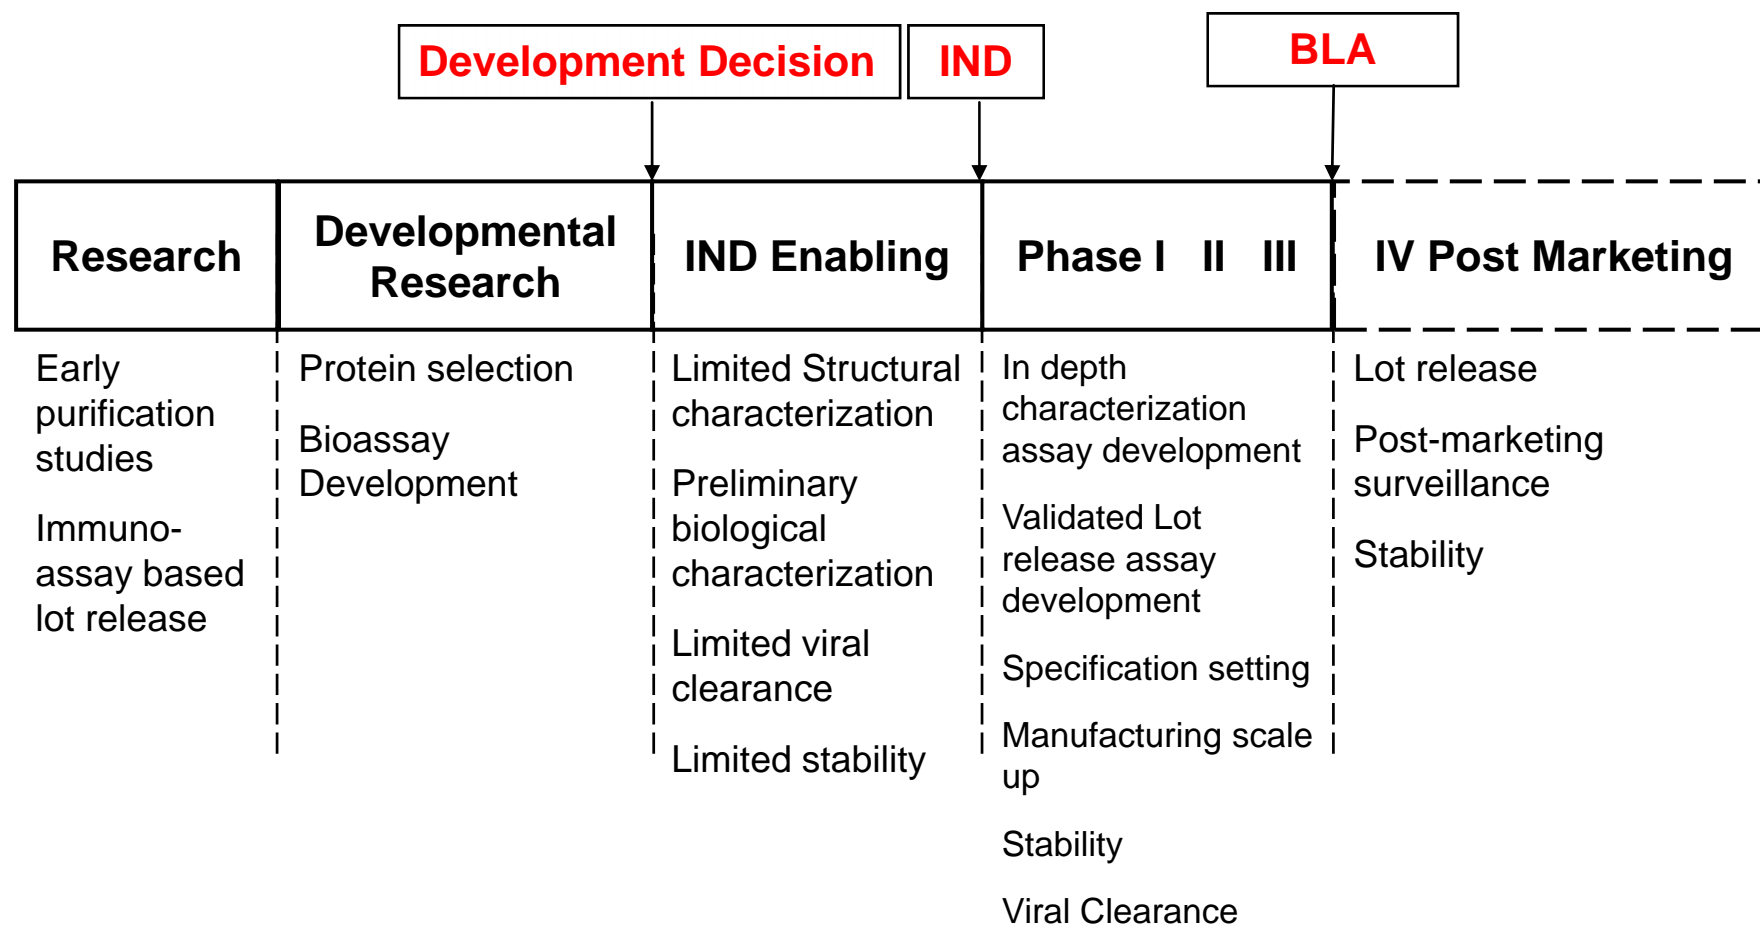 Development Decision
IND
BLA
Research
Developmental
Research
IND Enabling
Phase I II III
IV Post Marketing
Early
purification
studies
Immuno-
assay based
lot release
Protein selection
Bioassay
Development
Limited Structural
characterization
Preliminary
biological
characterization
Limited viral
clearance
Limited stability
In depth
characterization
assay development
Validated Lot
release assay
development
Specification setting
Manufacturing scale
up
Stability
Viral Clearance
Lot release
Post-marketing
surveillance
Stability